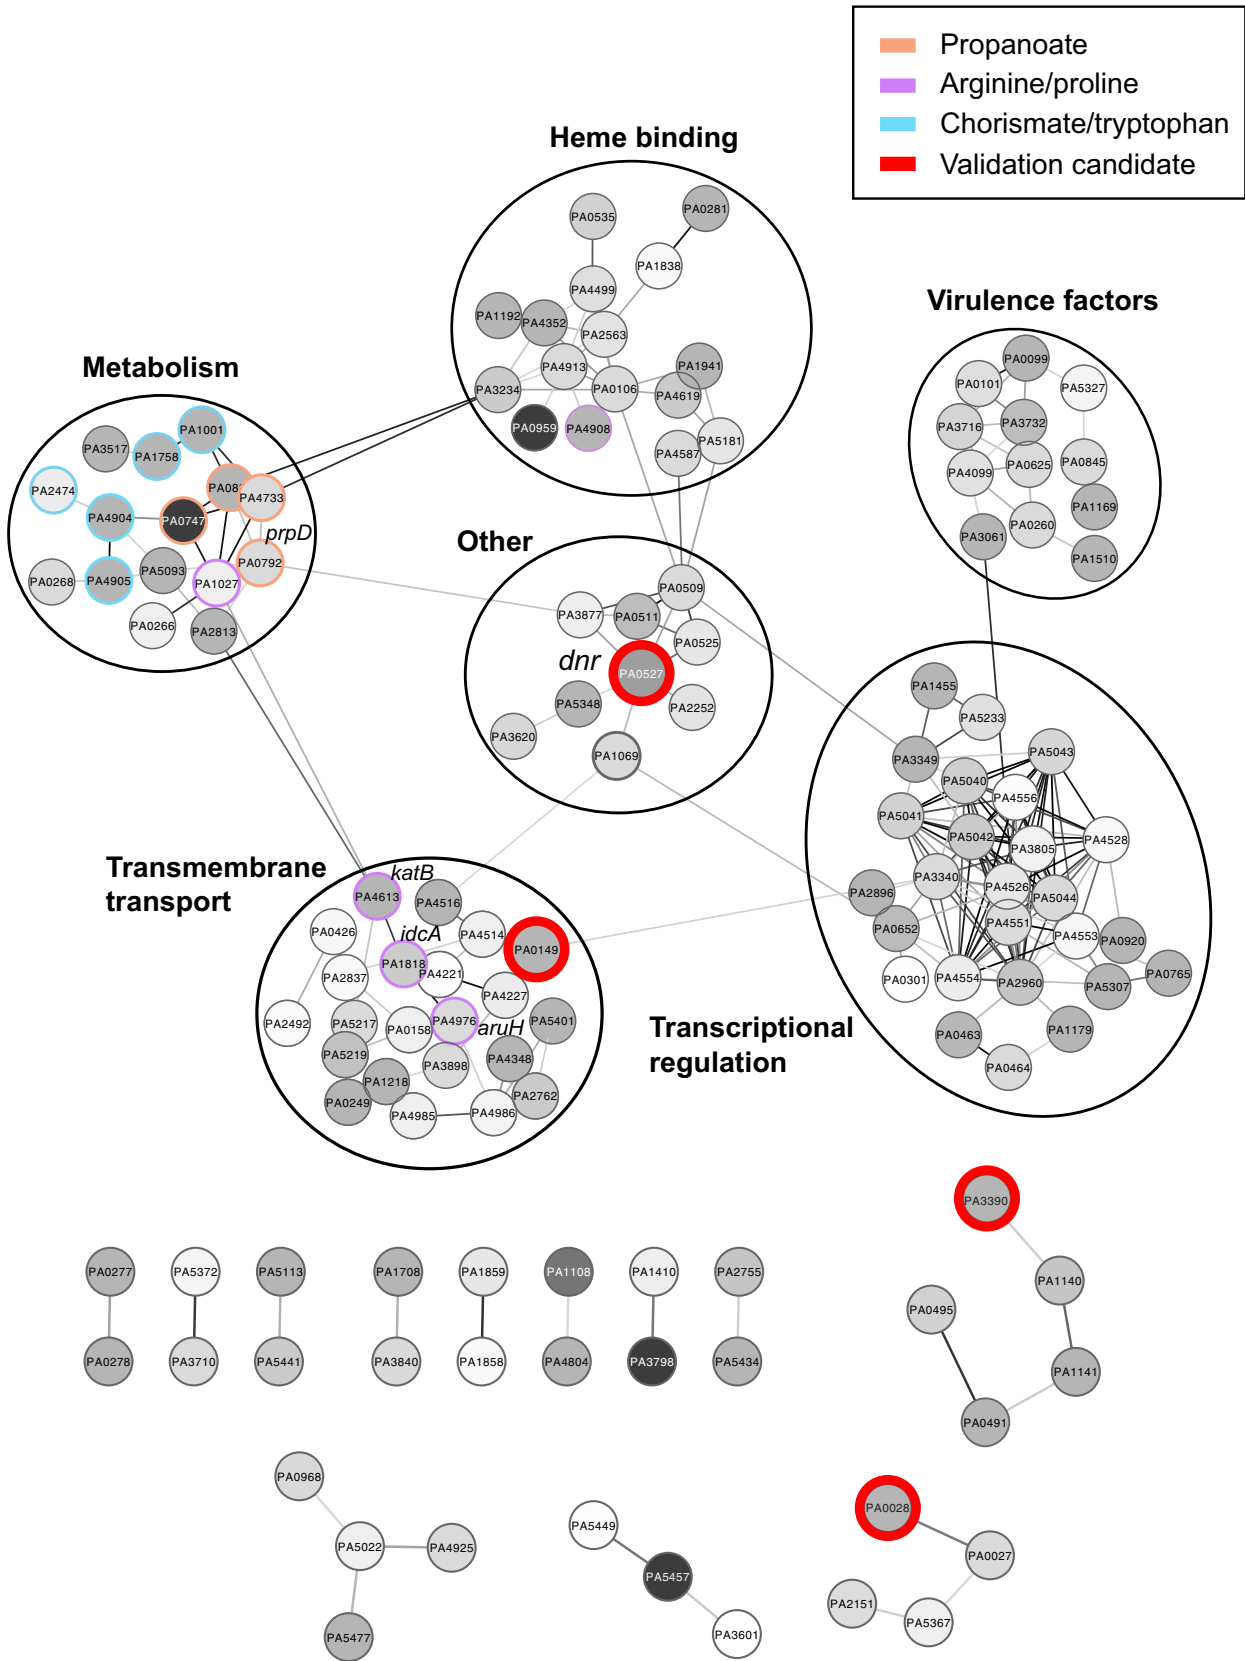 Propanoate
Arginine/proline
Chorismate/tryptophan
Validation candidate
Heme binding
PA0535
PA0281
PA1838
PA4499
PA1192
PA4352
PA2563
PA4913
PA1941
PA3234
PA0106
PA4619
PA0959
PA4908
PA4587
PA5181
Virulence factors
PA0099
PA0101
PA5327
PA3716
PA3732
PA4099
PA0625
PA0845
PA1169
PA3061
PA0260
PA1510
Metabolism
PA1001
PA3517
PA1758
PA2474
PA4733
PA4904
PA0747
prpD
PA0268
PA4905
PA5093
PA1027
PA0792
PA0266
PA2813
Other
PA0509
PA3877
PA0511
PA0525
dnr
PA0527
PA5348
PA2252
PA3620
PA1069
PA1455
PA5233
PA3349
PA5043
PA5040
PA4556
PA5041
PA5042
PA3805
PA4528
PA3340
PA4526
PA5044
PA2896
PA0652
PA4551
PA4553
PA0920
PA0301
PA4554
PA2960
PA5307
PA0765
PA0463
PA1179
PA0464
Transcriptional
regulation
Transmembrane
transport
katB
PA4613
PA4516
PA0426
idcA
PA4514
PA0149
PA2837
PA1818
PA4221
PA4227
PA2492
PA5217
PA0158
PA4976
aruH
PA5401
PA5219
PA3898
PA4348
PA1218
PA0249
PA4985
PA4986
PA2762
PA3390
PA1140
PA0495
PA1141
PA0491
PA0277
PA5372
PA5113
PA1708
PA1859
PA1108
PA1410
PA2755
PA0278
PA3710
PA5441
PA3840
PA1858
PA4804
PA3798
PA5434
PA0968
PA5022
PA4925
PA5477
PA5449
PA5457
PA3601
PA0028
PA0027
PA2151
PA5367